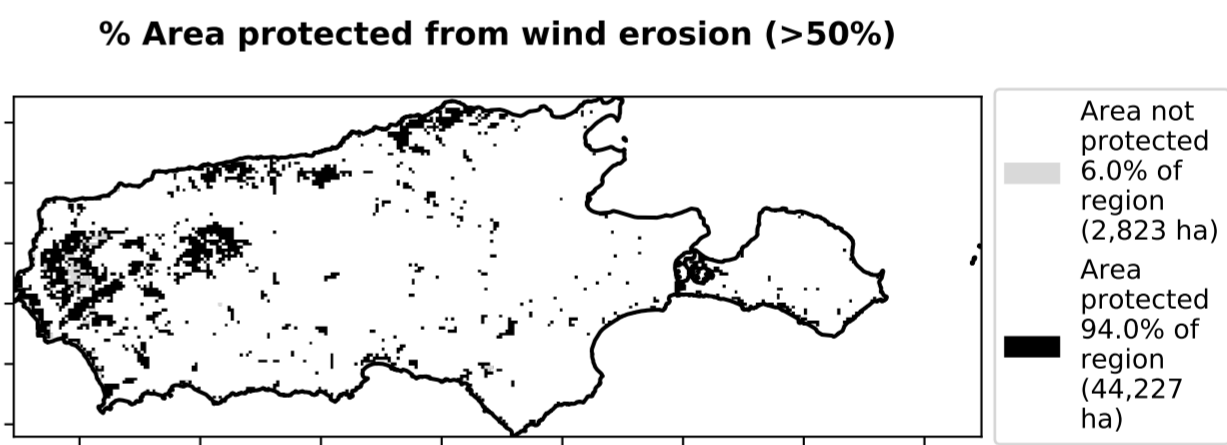 % Area protected from wind erosion (>50%)
Area not
protected
6.0% of
region
(2,823 ha)
Area
protected
94.0% of
region
(44,227
ha)